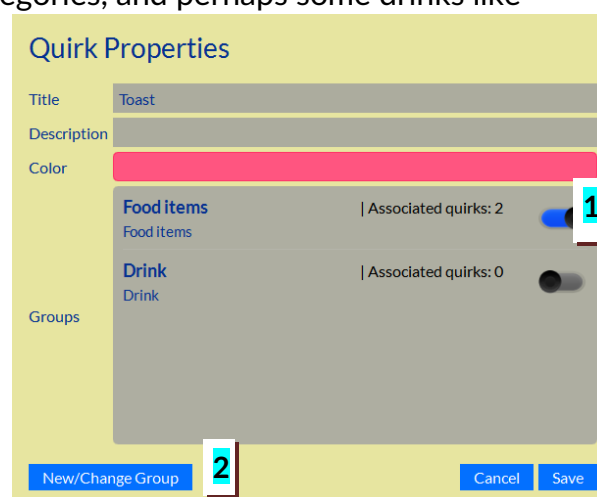 egories, and perhaps some drinks like
Quirk Properties
Title Toast
Description
Color
Food items | Associated quirks: 2 1
Food items
Drink | Associated quirks: 0
Drink
Groups
New/Change Group 2 Cancel Save